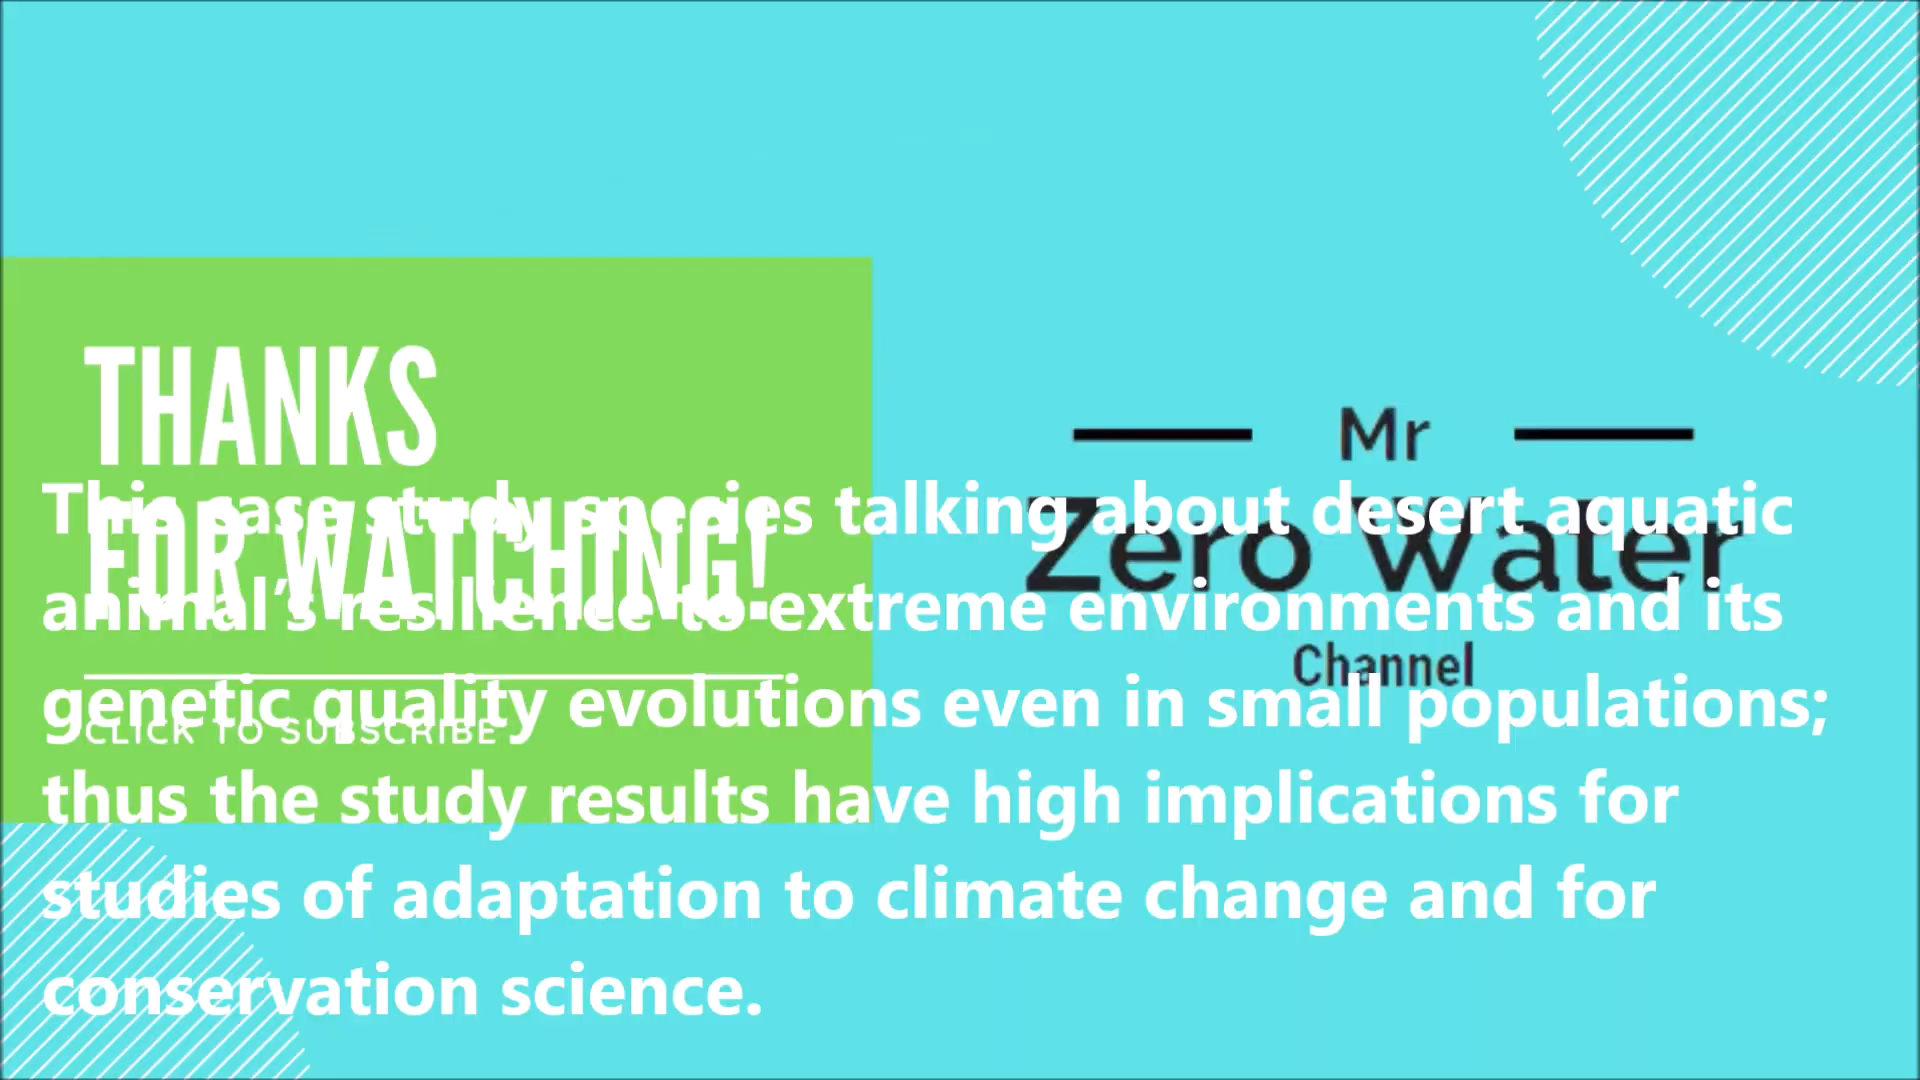 THANKS
FOR WATCHING!
CLICK TO SUBSCRIBE
Mr
Zero Water
Channel
This case study species talking about desert aquatic
animal's resilience to extreme environments and its
genetic quality evolutions even in small populations;
thus the study results have high implications for
studies of adaptation to climate change and for
conservation science.